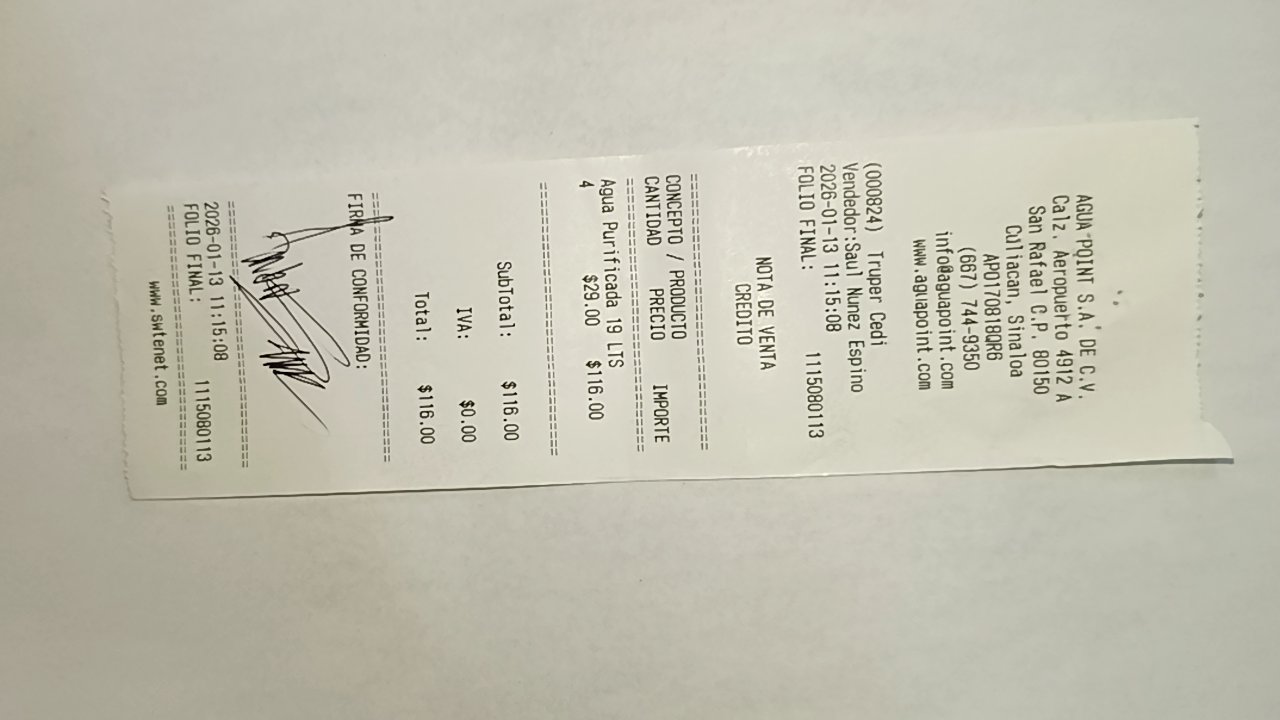 AGUA POINT S.A. DE C.V.
Calz. Aeropuerto 4912 A
San Rafael C.P. 80150
Culiacan, Sinaloa
APO170818QR6
(667) 744-9350
info@aguapoint.com
www.aguapoint.com
(000824) Truper Cedi
Vendedor:Saul Nunez Espino
2026-01-13 11:15:08
FOLIO FINAL: 1115080113
NOTA DE VENTA
CREDITO
================================
CONCEPTO / PRODUCTO
CANTIDAD PRECIO IMPORTE
================================
Agua Purificada 19 LTS
4 $29.00 $116.00
================================
SubTotal: $116.00
IVA: $0.00
Total: $116.00
================================
FIRMA DE CONFORMIDAD:
================================
2026-01-13 11:15:08
FOLIO FINAL: 1115080113
================================
www.swtenet.com